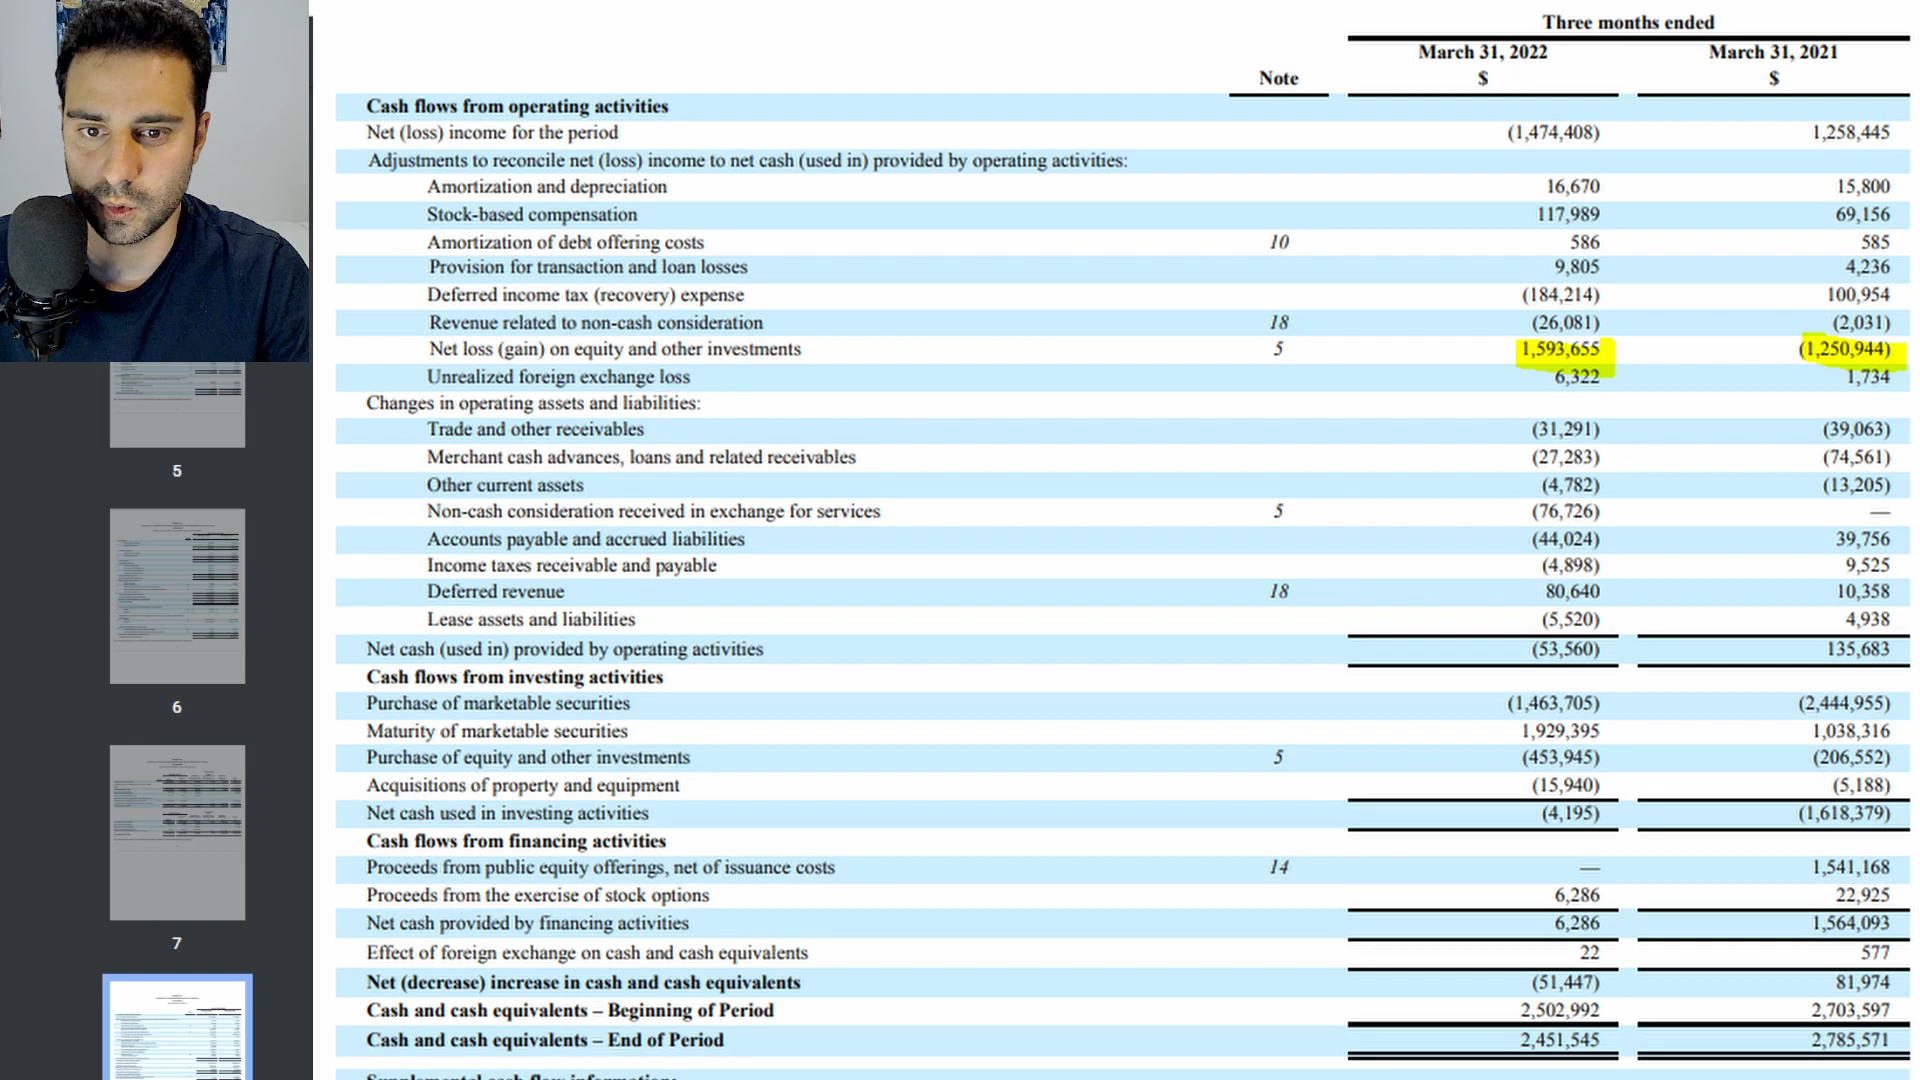 Three months ended
March 31, 2022 March 31, 2021
Note $ $
Cash flows from operating activities
Net (loss) income for the period (1,474,408) 1,258,445
Adjustments to reconcile net (loss) income to net cash (used in) provided by operating activities:
Amortization and depreciation 16,670 15,800
Stock-based compensation 117,989 69,156
Amortization of debt offering costs 10 586 585
Provision for transaction and loan losses 9,805 4,236
Deferred income tax (recovery) expense (184,214) 100,954
Revenue related to non-cash consideration 18 (26,081) (2,031)
Net loss (gain) on equity and other investments 5 1,593,655 (1,250,944)
Unrealized foreign exchange loss 6,322 1,734
Changes in operating assets and liabilities:
Trade and other receivables (31,291) (39,063)
Merchant cash advances, loans and related receivables (27,283) (74,561)
Other current assets (4,782) (13,205)
Non-cash consideration received in exchange for services 5 (76,726) —
Accounts payable and accrued liabilities (44,024) 39,756
Income taxes receivable and payable (4,898) 9,525
Deferred revenue 18 80,640 10,358
Lease assets and liabilities (5,520) 4,938
Net cash (used in) provided by operating activities (53,560) 135,683
Cash flows from investing activities
Purchase of marketable securities (1,463,705) (2,444,955)
Maturity of marketable securities 1,929,395 1,038,316
Purchase of equity and other investments 5 (453,945) (206,552)
Acquisitions of property and equipment (15,940) (5,188)
Net cash used in investing activities (4,195) (1,618,379)
Cash flows from financing activities
Proceeds from public equity offerings, net of issuance costs 14 — 1,541,168
Proceeds from the exercise of stock options 6,286 22,925
Net cash provided by financing activities 6,286 1,564,093
Effect of foreign exchange on cash and cash equivalents 22 577
Net (decrease) increase in cash and cash equivalents (51,447) 81,974
Cash and cash equivalents – Beginning of Period 2,502,992 2,703,597
Cash and cash equivalents – End of Period 2,451,545 2,785,571
Supplemental cash flow information:
5
6
7